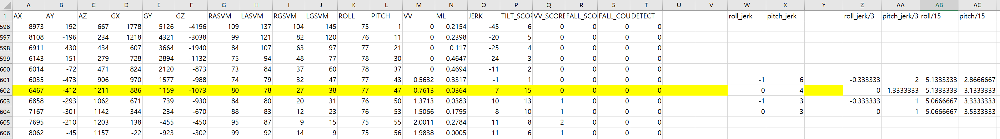 A B C D E F G H I J K L M N O P Q R S T U V W X Y Z AA AB AC
1 AX AY AZ GX GY GZ RASVM LASVM RGSVM LGSVM ROLL PITCH VV ML JERK TILT_SCOF VV_SCORE FALL_SCO FALL_COU DETECT roll_jerk pitch_jerk roll_jerk/3 pitch_jerk/3 roll/15 pitch/15
596 8973 192 667 1778 5126 -4196 109 137 104 145 75 1 0 0.2154 -45 6 0 0 0 0
597 8108 -196 234 1218 4321 -3038 99 121 82 120 76 11 0 0.2398 -20 5 0 0 0 0
598 6911 430 434 607 3664 -1940 84 107 63 97 77 21 0 0.117 -25 4 0 0 0 0
599 6143 151 279 728 2894 -1132 75 94 48 77 78 30 0 0.4647 -24 3 0 0 0 0
600 6014 -72 471 824 2120 -873 73 84 37 60 78 37 0 0.4694 -11 2 0 0 0 0
601 6035 -473 906 970 1577 -988 74 79 32 47 77 43 0.5632 0.3317 -1 1 0 0 0 0 -1 6 -0.333333 2 5.1333333 2.8666667
602 6467 -412 1211 886 1159 -1073 80 78 27 38 77 47 0.7613 0.0364 7 15 0 0 0 0 0 4 0 1.3333333 5.1333333 3.1333333
603 6858 -293 1062 671 739 -930 84 80 20 31 76 50 1.3713 0.0383 10 13 1 0 0 0 -1 3 -0.333333 1 5.0666667 3.3333333
604 7167 -301 1142 344 234 -670 88 83 12 23 76 53 1.5066 0.1795 8 10 1 0 0 0 0 3 0 1 5.0666667 3.5333333
605 7695 -210 1203 138 -455 -450 95 87 9 15 75 55 2.0011 0.2784 11 8 2 0 0 0
606 8062 -45 1157 -22 -923 -302 99 92 14 9 75 56 1.9838 0.0005 11 6 1 0 0 0